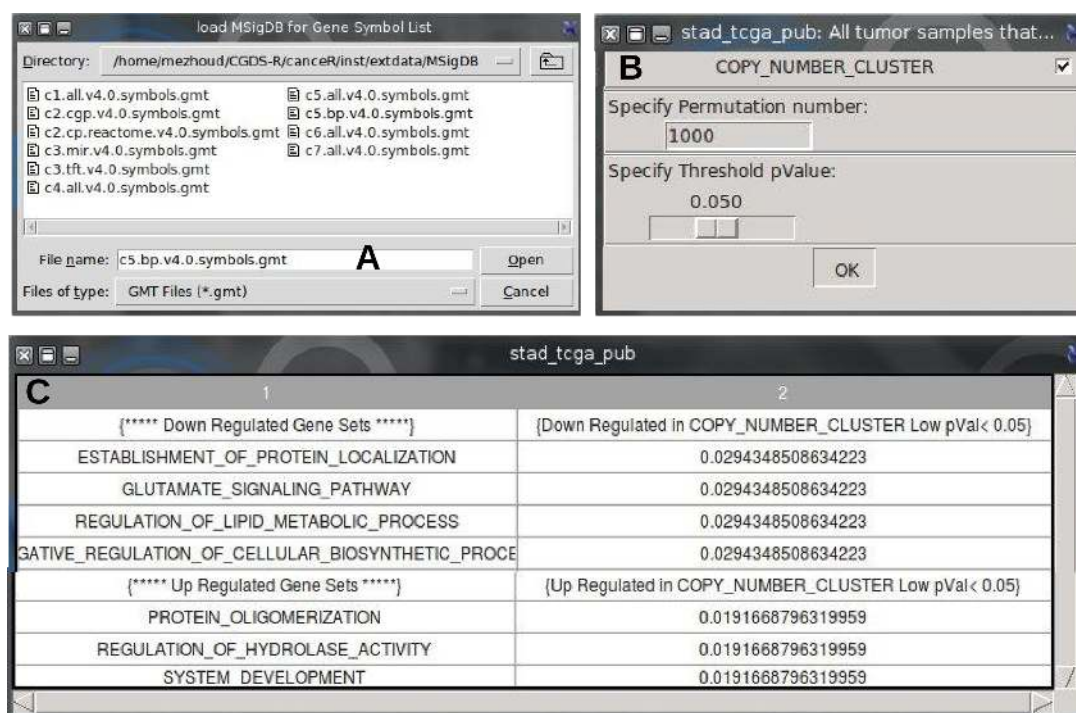 load MSigDB for Gene Symbol List
Directory: /home/mezhoud/CGDS-R/canceR/inst/extdata/MSigDB
c1.all.v4.0.symbols.gmt c5.all.v4.0.symbols.gmt
c2.cgp.v4.0.symbols.gmt c5.bp.v4.0.symbols.gmt
c2.cp.reactome.v4.0.symbols.gmt c6.all.v4.0.symbols.gmt
c3.mir.v4.0.symbols.gmt c7.all.v4.0.symbols.gmt
c3.tft.v4.0.symbols.gmt
c4.all.v4.0.symbols.gmt
File name: c5.bp.v4.0.symbols.gmt A Open
Files of type: GMT Files (*.gmt) Cancel
stad_tcga_pub: All tumor samples that...
B COPY_NUMBER_CLUSTER
Specify Permutation number:
1000
Specify Threshold pValue:
0.050
OK
stad_tcga_pub
C 1 2
{***** Down Regulated Gene Sets *****} {Down Regulated in COPY_NUMBER_CLUSTER Low pVal< 0.05}
ESTABLISHMENT_OF_PROTEIN_LOCALIZATION 0.0294348508634223
GLUTAMATE_SIGNALING_PATHWAY 0.0294348508634223
REGULATION_OF_LIPID_METABOLIC_PROCESS 0.0294348508634223
GATIVE_REGULATION_OF_CELLULAR_BIOSYNTHETIC_PROCE 0.0294348508634223
{***** Up Regulated Gene Sets *****} {Up Regulated in COPY_NUMBER_CLUSTER Low pVal< 0.05}
PROTEIN_OLIGOMERIZATION 0.0191668796319959
REGULATION_OF_HYDROLASE_ACTIVITY 0.0191668796319959
SYSTEM_DEVELOPMENT 0.0191668796319959